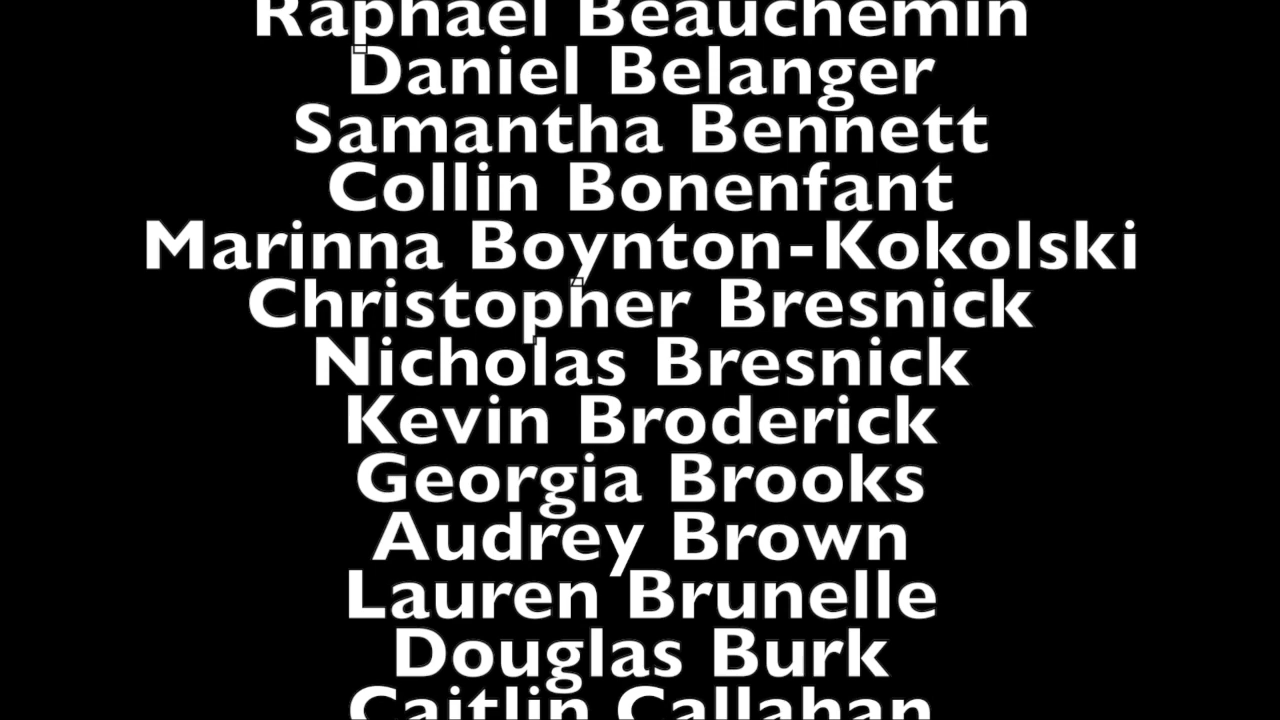 Raphael Beauchemin
Daniel Belanger
Samantha Bennett
Collin Bonenfant
Marinna Boynton-Kokolski
Christopher Bresnick
Nicholas Bresnick
Kevin Broderick
Georgia Brooks
Audrey Brown
Lauren Brunelle
Douglas Burk
Caitlin Callahan